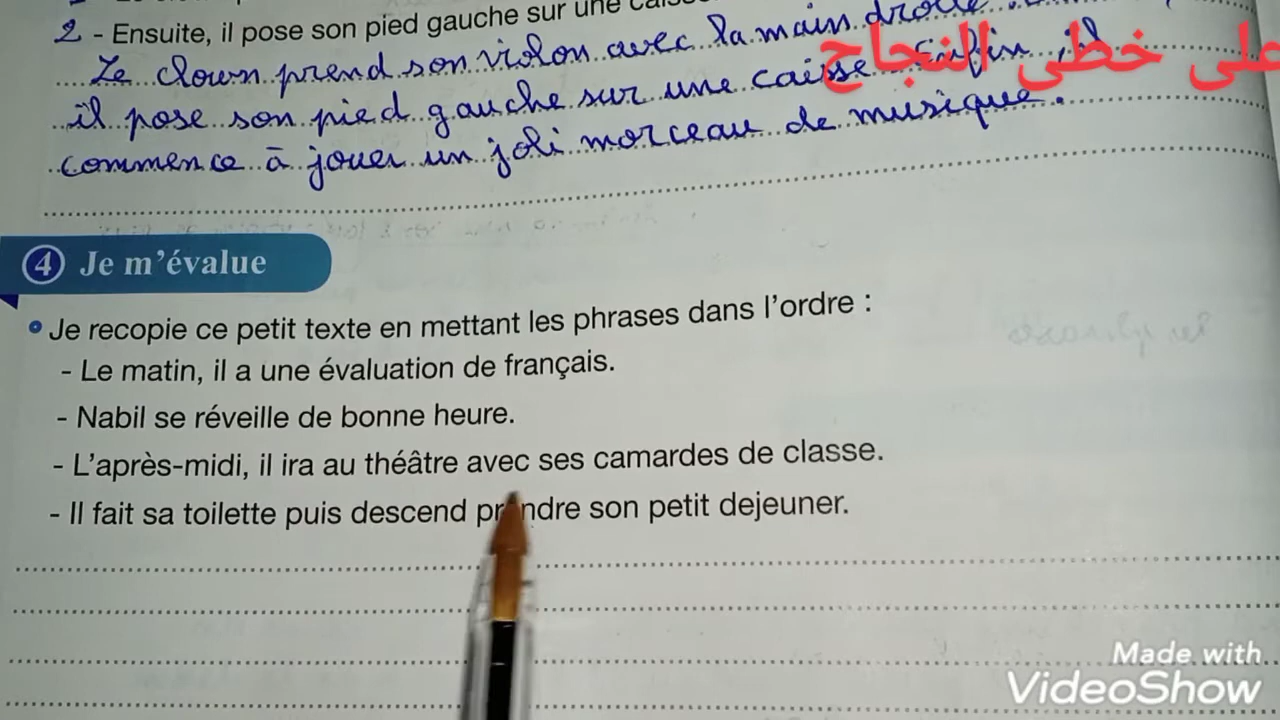 2 - Ensuite, il pose son pied gauche sur une
Le clown prend son violon avec la main droite
il pose son pied gauche sur une caisse enfin, il
commence à jouer un joli morceau de musique.
على خطى النجاح
4 Je m'évalue
Je recopie ce petit texte en mettant les phrases dans l'ordre :
- Le matin, il a une évaluation de français.
- Nabil se réveille de bonne heure.
- L'après-midi, il ira au théâtre avec ses camardes de classe.
- Il fait sa toilette puis descend prendre son petit dejeuner.
Made with
VideoShow